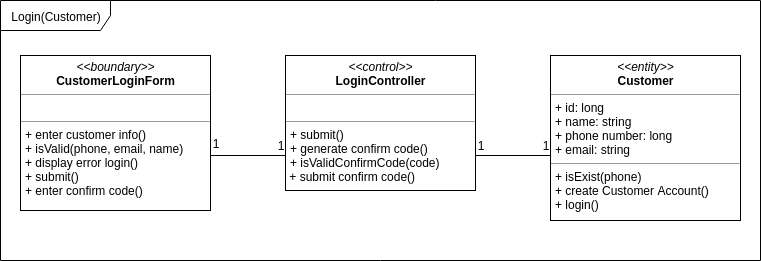 Login(Customer)
<<boundary>>
CustomerLoginForm
+ enter customer info()
+ isValid(phone, email, name)
+ display error login()
+ submit()
+ enter confirm code()
1
1
<<control>>
LoginController
+ submit()
+ generate confirm code()
+ isValidConfirmCode(code)
+ submit confirm code()
1
1
<<entity>>
Customer
+ id: long
+ name: string
+ phone number: long
+ email: string
+ isExist(phone)
+ create Customer Account()
+ login()